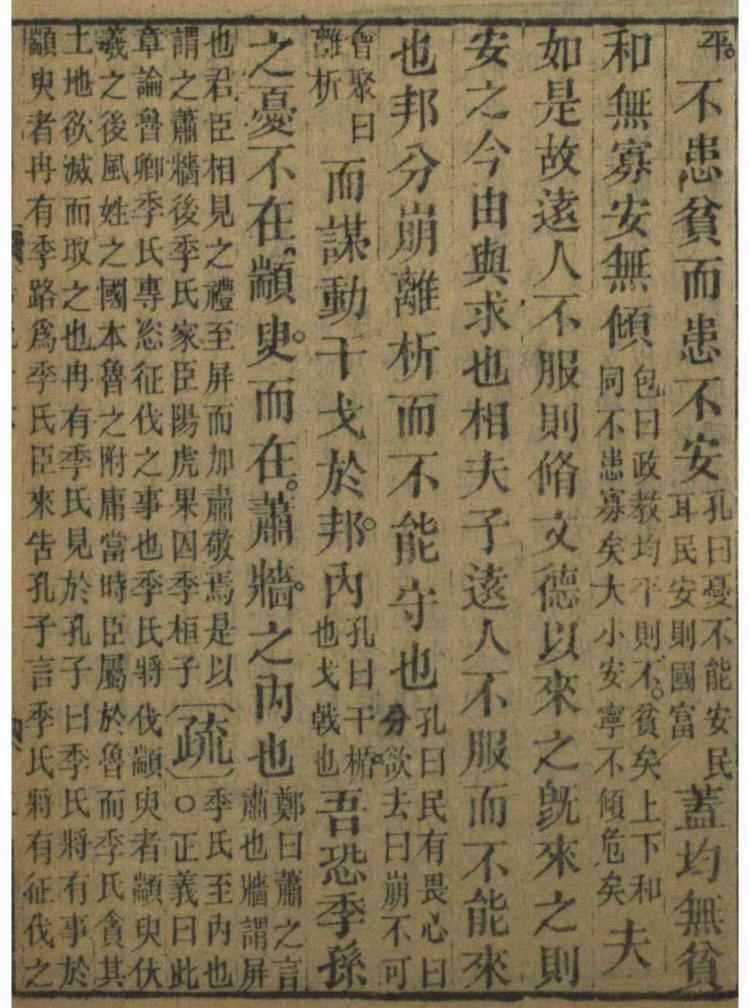 平不患貧而患不安孔曰憂不能安民耳民安則國富蓋均無貧
和無寡安無傾包曰政教均平則不貧矣上下和同不患寡矣大小安寧不傾危矣夫
如是故遠人不服則脩文德以來之旣來之則
安之今由與求也相夫子遠人不服而不能來
也邦分崩離析而不能守也孔曰民有畏心曰分欲去曰崩不可
會聚曰離析而謀動干戈於邦內孔曰干楯也戈戟也吾恐季孫
之憂不在顓臾而在蕭牆之內也鄭曰蕭之言肅也牆謂屏
也君臣相見之禮至屏而加肅敬焉是以謂之蕭牆後季氏家臣陽虎果因季桓子疏季氏至內也○正義曰此
章論魯卿季氏專恣征伐之事也季氏將伐顓臾者顓臾伏
羲之後風姓之國本魯之附庸當時臣屬於魯而季氏貪其
土地欲滅而取之也冉有季氏見於孔子曰季氏將有事於
顓臾者冉有季路爲季氏臣來告孔子言季氏將有征伐之